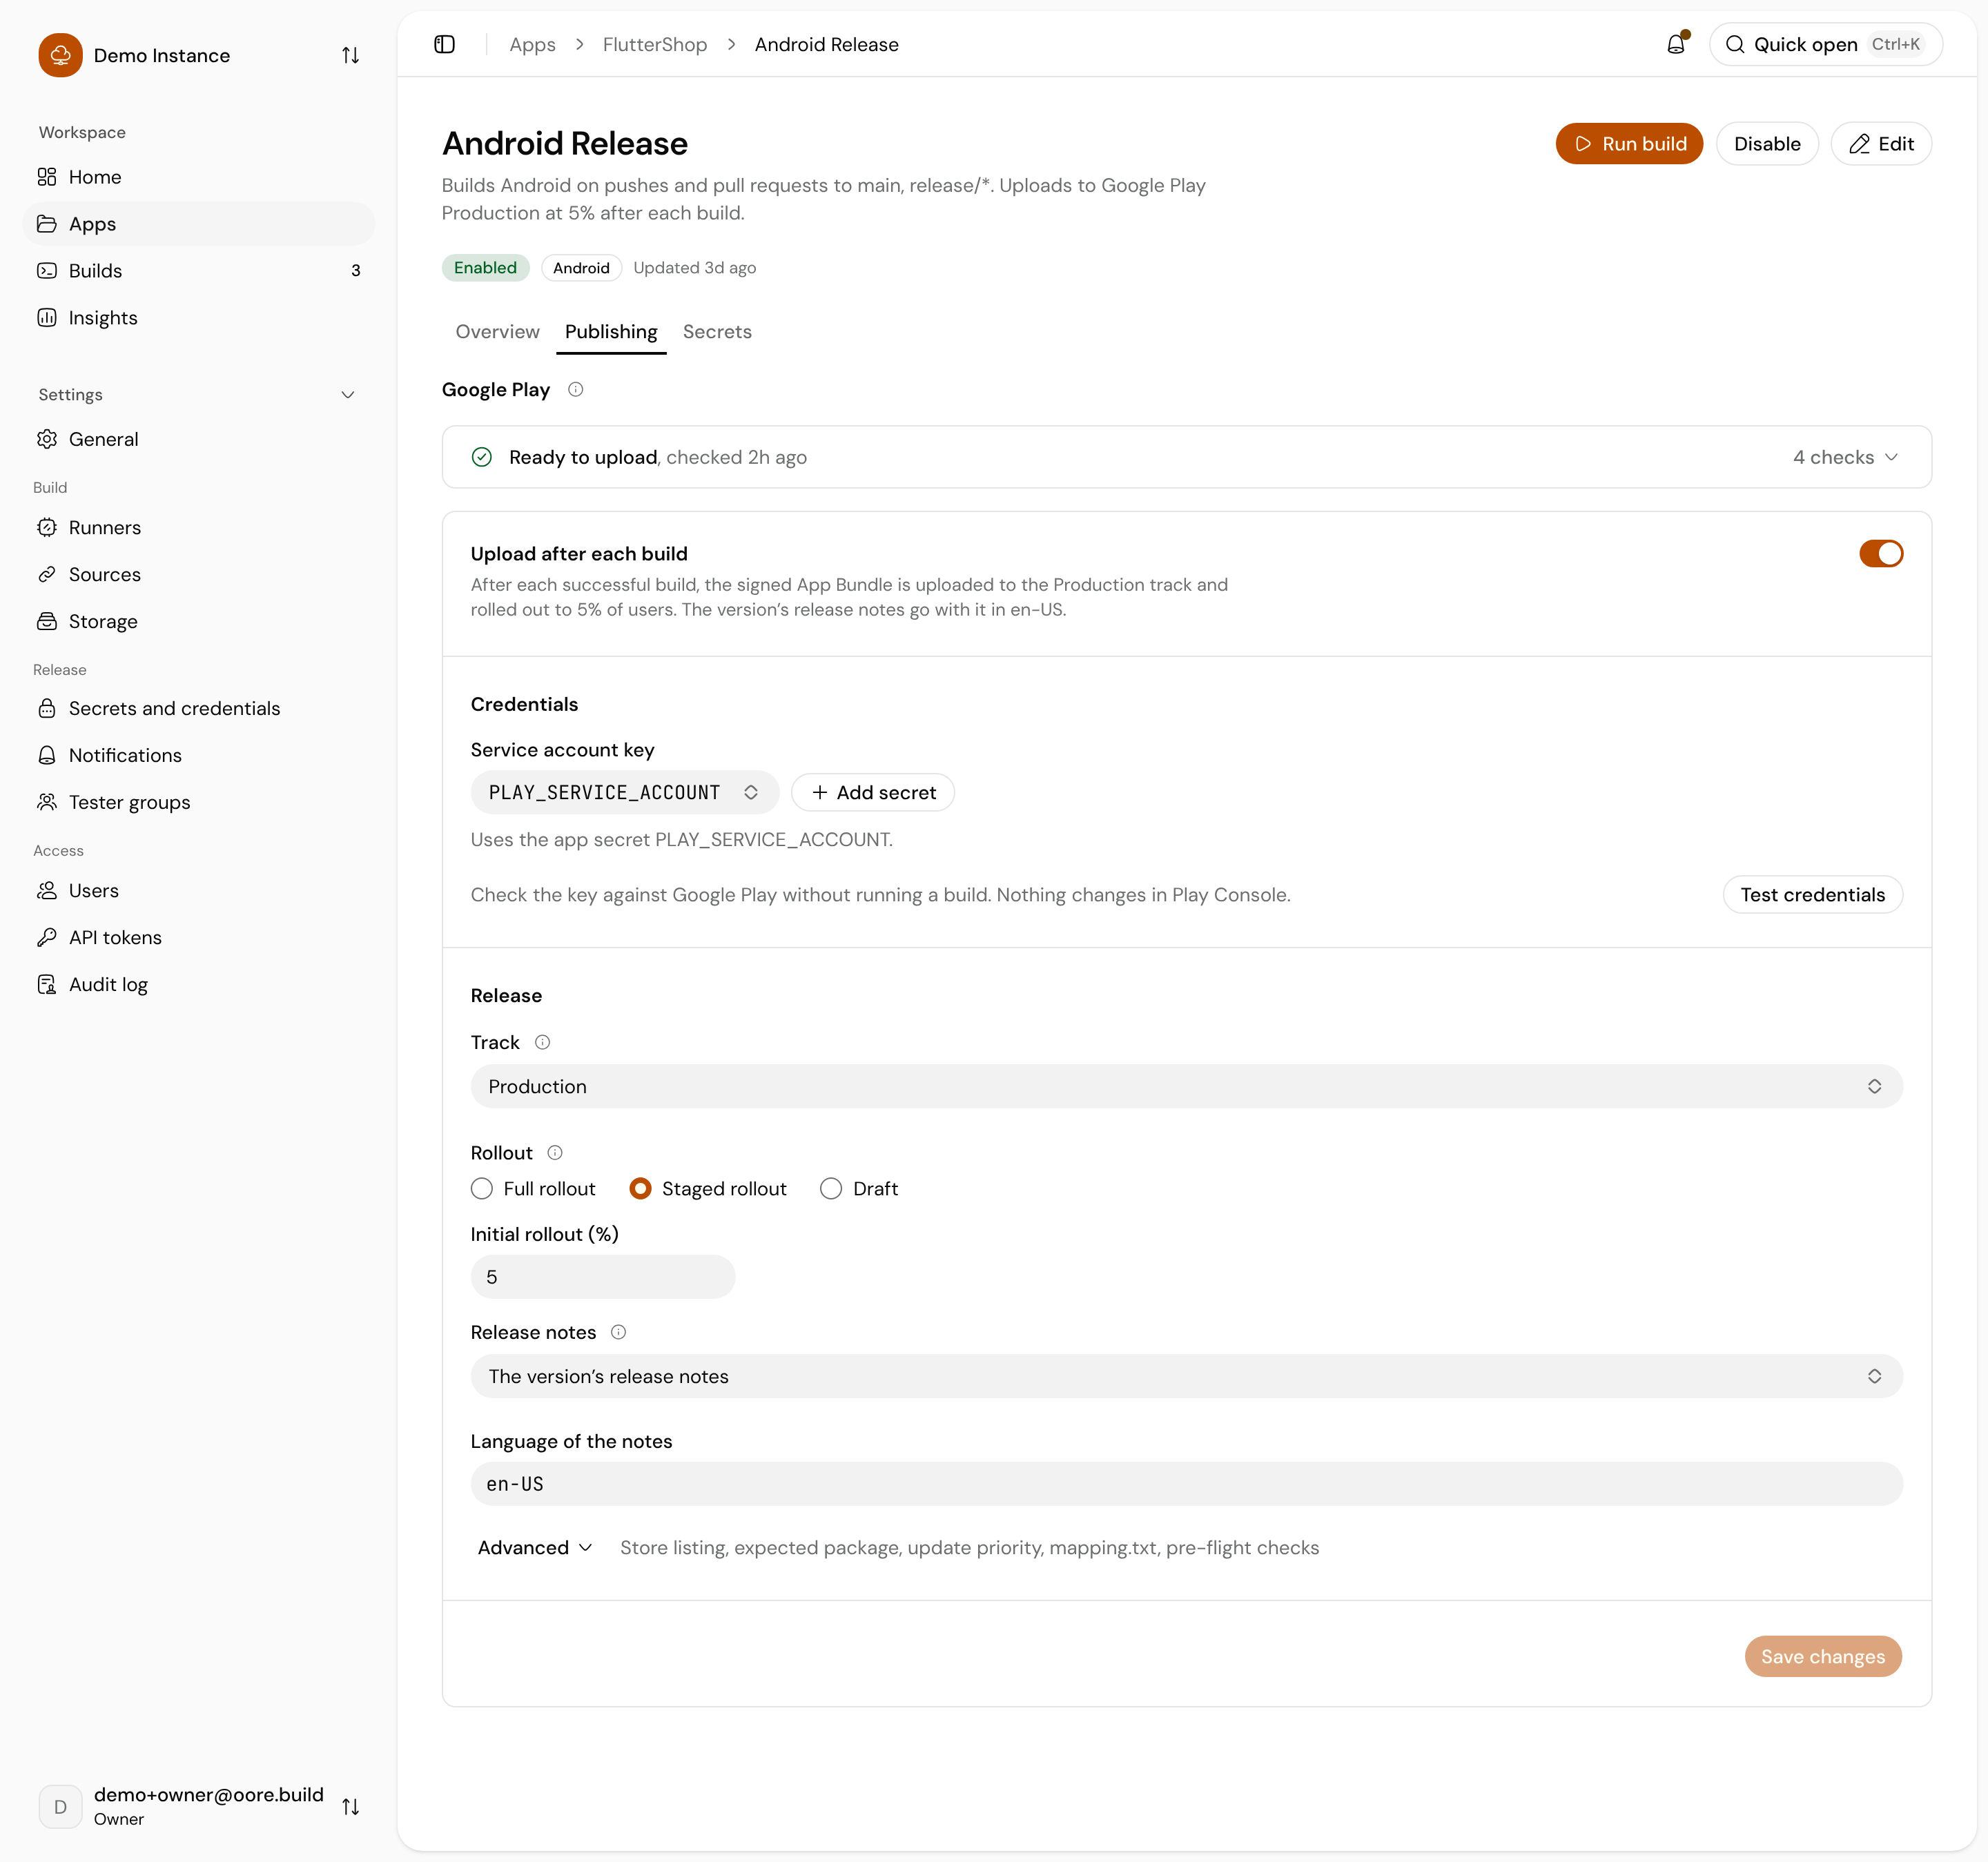 Demo Instance
Workspace
Home
Apps
Builds 3
Insights
Settings
General
Build
Runners
Sources
Storage
Release
Secrets and credentials
Notifications
Tester groups
Access
Users
API tokens
Audit log
D
demo+owner@oore.build
Owner
Apps > FlutterShop > Android Release
Quick open Ctrl+K
Android Release
Run build
Disable
Edit
Builds Android on pushes and pull requests to main, release/*. Uploads to Google Play
Production at 5% after each build.
Enabled Android Updated 3d ago
Overview Publishing Secrets
Google Play
Ready to upload, checked 2h ago
4 checks
Upload after each build
After each successful build, the signed App Bundle is uploaded to the Production track and
rolled out to 5% of users. The version’s release notes go with it in en-US.
Credentials
Service account key
PLAY_SERVICE_ACCOUNT
Add secret
Uses the app secret PLAY_SERVICE_ACCOUNT.
Check the key against Google Play without running a build. Nothing changes in Play Console.
Test credentials
Release
Track
Production
Rollout
Full rollout Staged rollout Draft
Initial rollout (%)
5
Release notes
The version’s release notes
Language of the notes
en-US
Advanced Store listing, expected package, update priority, mapping.txt, pre-flight checks
Save changes